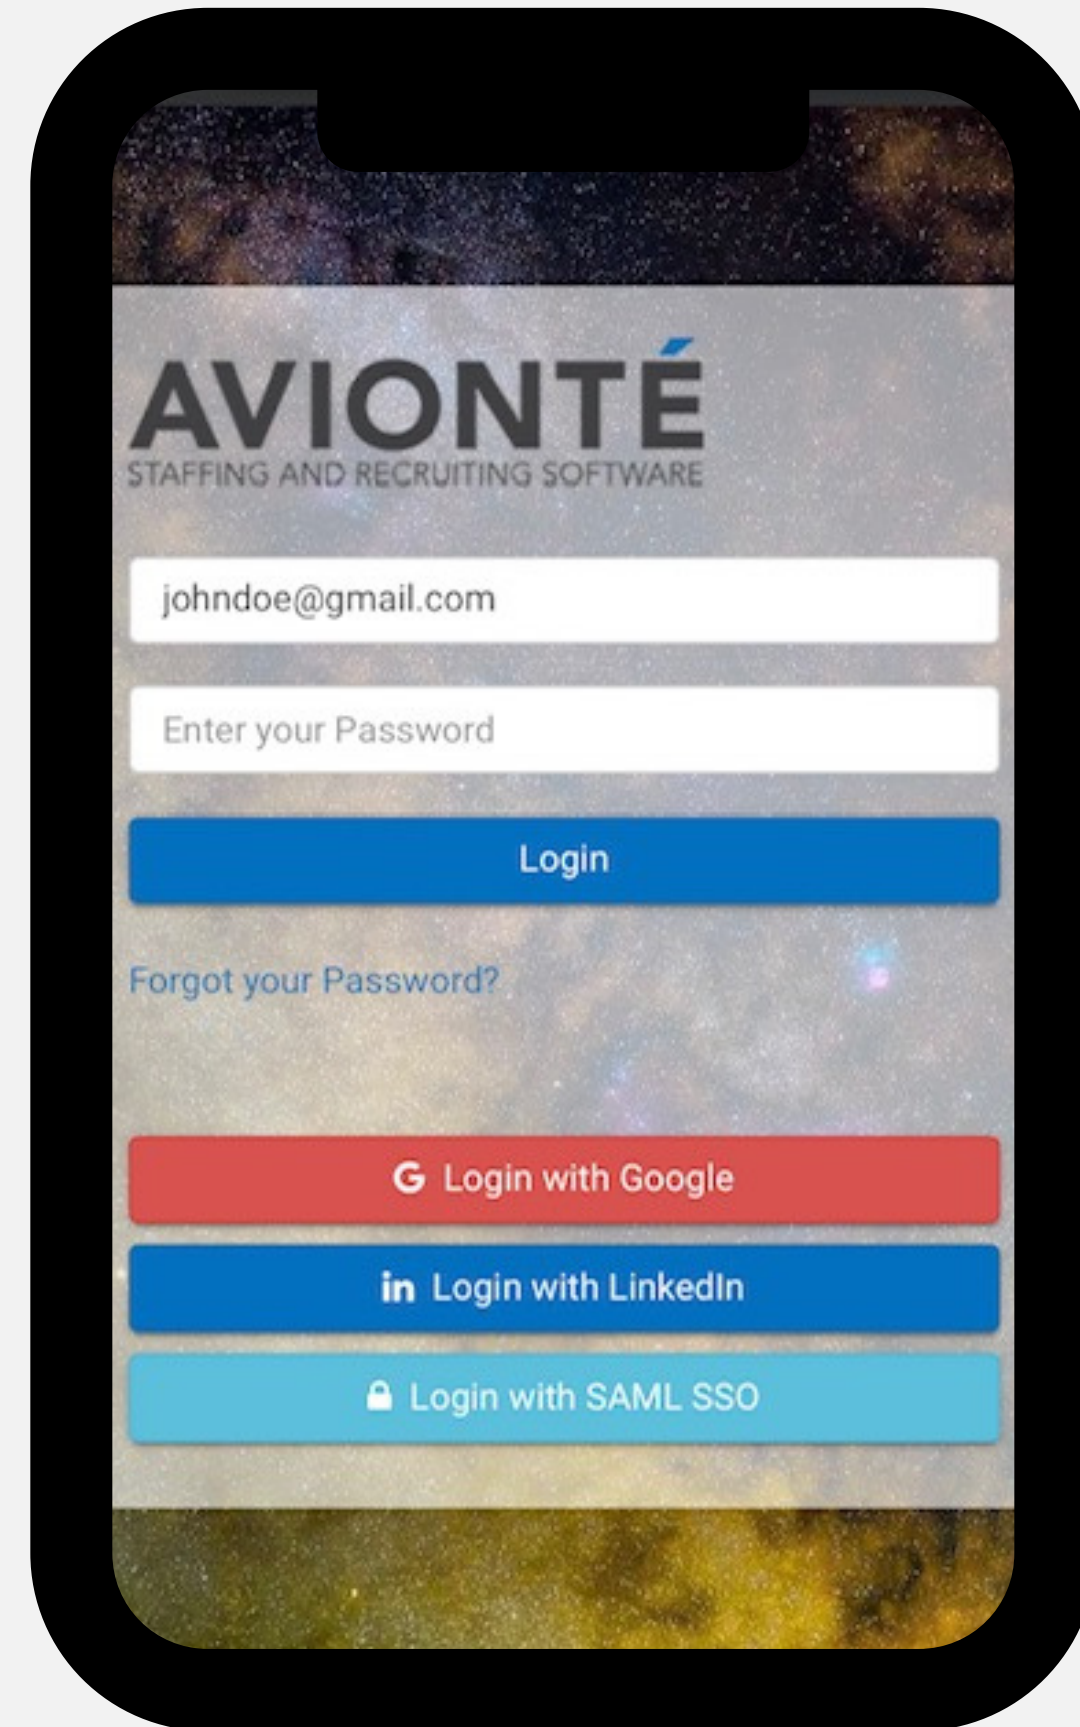 AVIONTÉ
STAFFING AND RECRUITING SOFTWARE
johndoe@gmail.com
Enter your Password
Login
Forgot your Password?
G Login with Google
in Login with LinkedIn
Login with SAML SSO